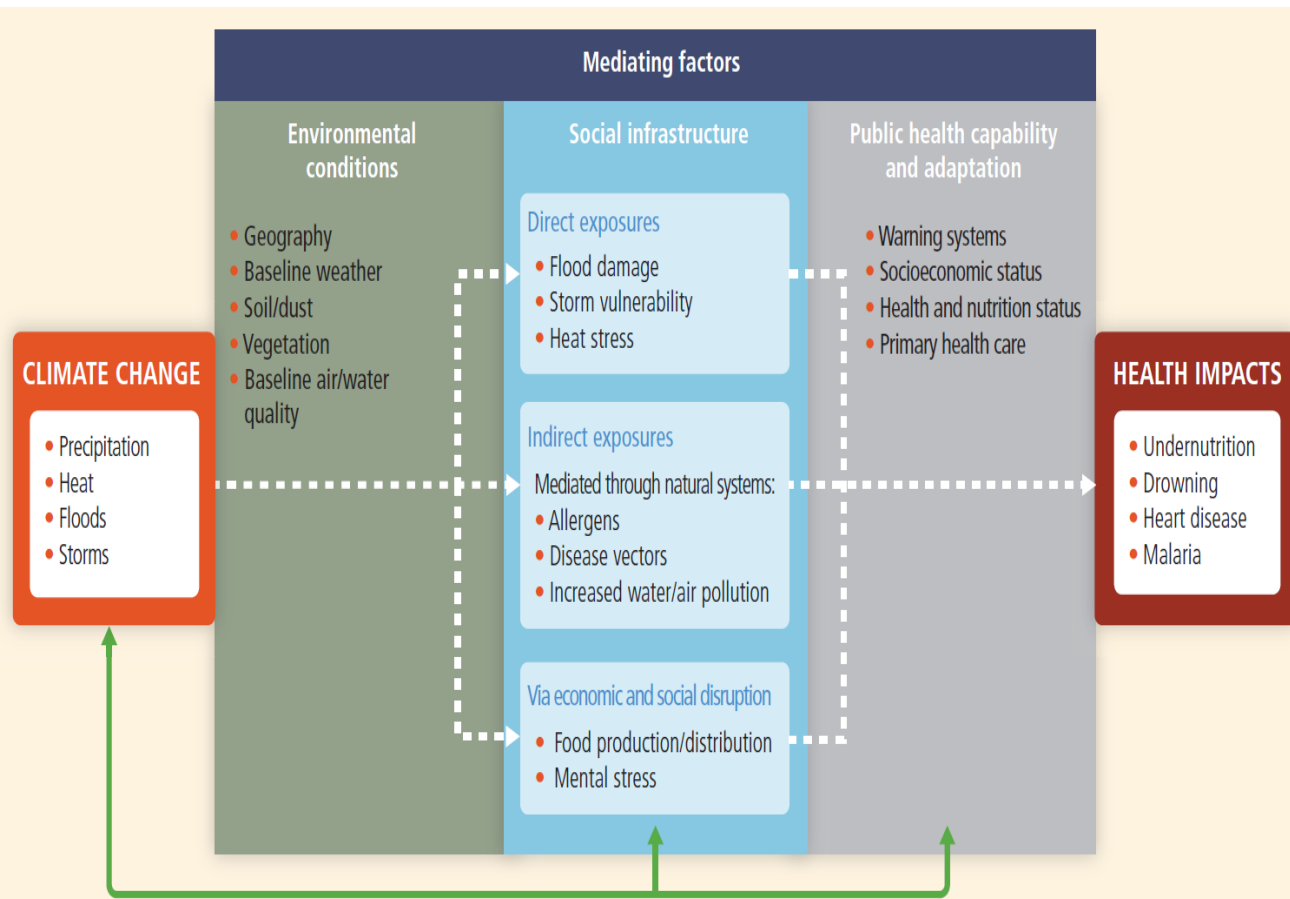 Mediating factors
Environmental
conditions
• Geography
• Baseline weather
• Soil/dust
• Vegetation
• Baseline air/water
quality
Social infrastructure
Direct exposures
• Flood damage
• Storm vulnerability
• Heat stress
Indirect exposures
Mediated through natural systems:
• Allergens
• Disease vectors
• Increased water/air pollution
Via economic and social disruption
• Food production/distribution
• Mental stress
Public health capability
and adaptation
• Warning systems
• Socioeconomic status
• Health and nutrition status
• Primary health care
CLIMATE CHANGE
• Precipitation
• Heat
• Floods
• Storms
HEALTH IMPACTS
• Undernutrition
• Drowning
• Heart disease
• Malaria